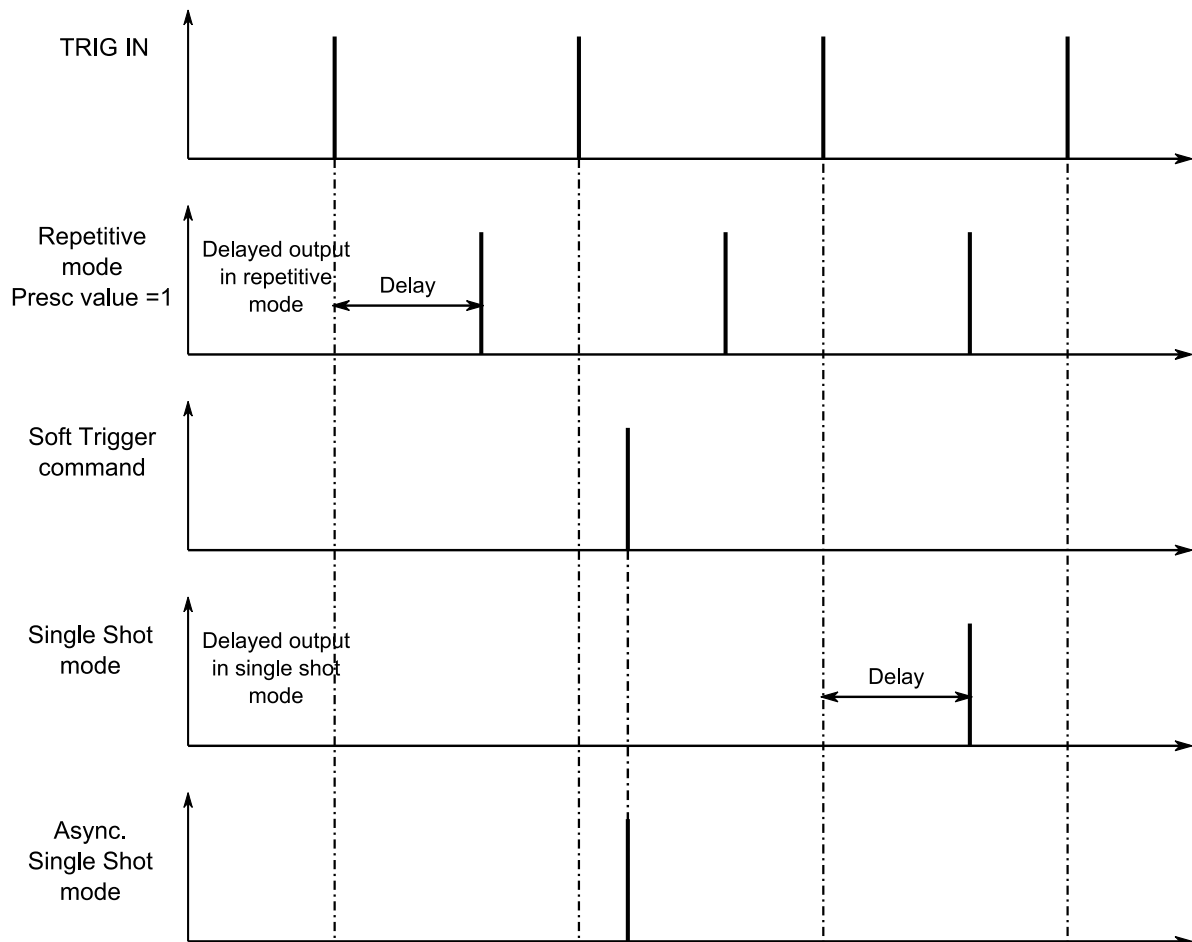 TRIG IN
Repetitive
mode
Presc value =1
Delayed output
in repetitive
mode
Delay
Soft Trigger
command
Single Shot
mode
Delayed output
in single shot
mode
Delay
Async.
Single Shot
mode